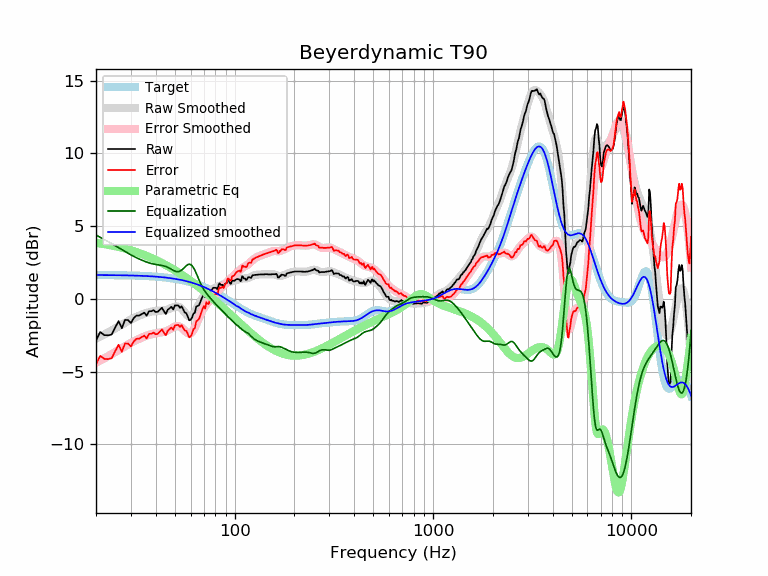 Beyerdynamic T90
Amplitude (dBr)
15
10
5
0
−5
−10
Target
Raw Smoothed
Error Smoothed
Raw
Error
Parametric Eq
Equalization
Equalized smoothed
100
1000
10000
Frequency (Hz)